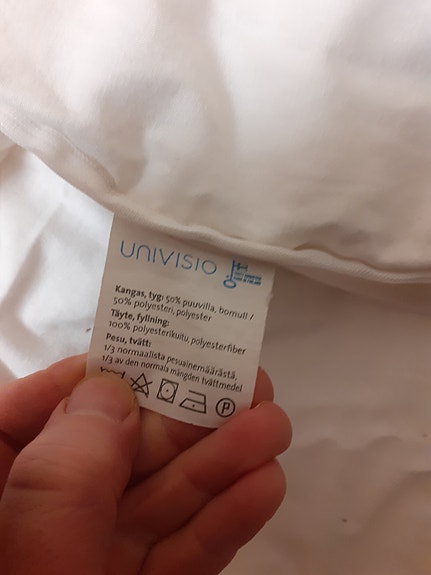 UNIVISIO
Kangas, tyg: 50% puuvilla, bomull /
50% polyesteri, polyester
Täyte, fyllning:
100% polyesterikuitu, polyesterfiber
Pesu, tvätt:
1/3 normaalista pesuainemäärästä,
1/3 av den normala mängden tvättmedel
P